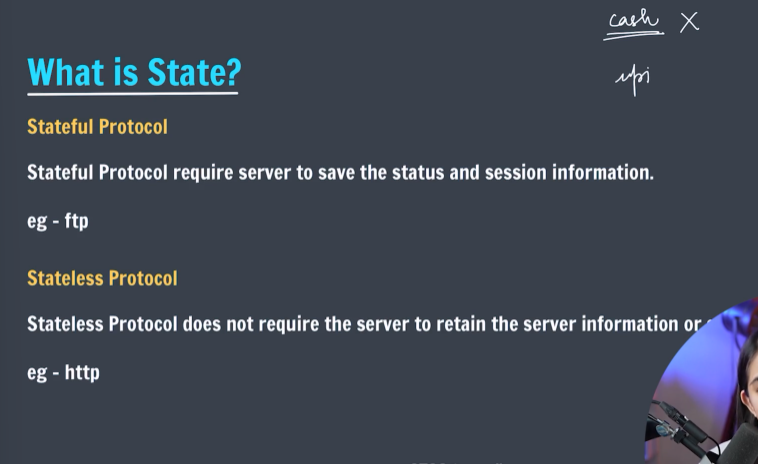 cash X
upi
What is State?
Stateful Protocol
Stateful Protocol require server to save the status and session information.
eg - ftp
Stateless Protocol
Stateless Protocol does not require the server to retain the server information or
eg - http